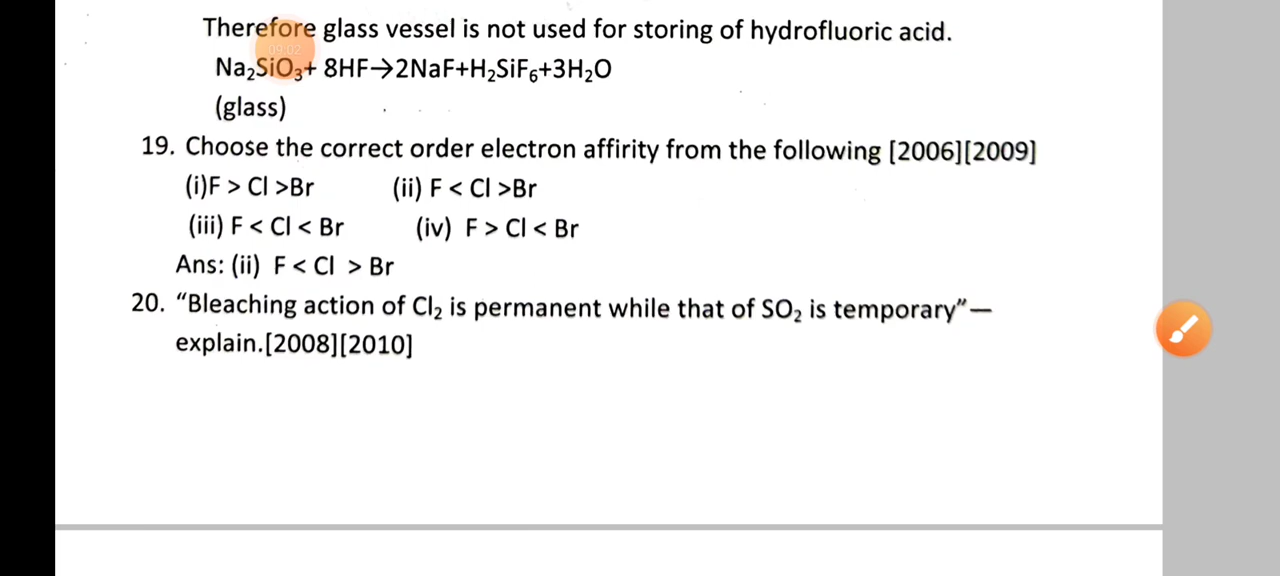 Therefore glass vessel is not used for storing of hydrofluoric acid.
09:02
Na₂SiO₃+ 8HF→2NaF+H₂SiF₆+3H₂O
(glass)
19. Choose the correct order electron affirity from the following [2006][2009]
(i)F > Cl >Br (ii) F < Cl >Br
(iii) F < Cl < Br (iv) F > Cl < Br
Ans: (ii) F < Cl > Br
20. “Bleaching action of Cl₂ is permanent while that of SO₂ is temporary”—
explain.[2008][2010]